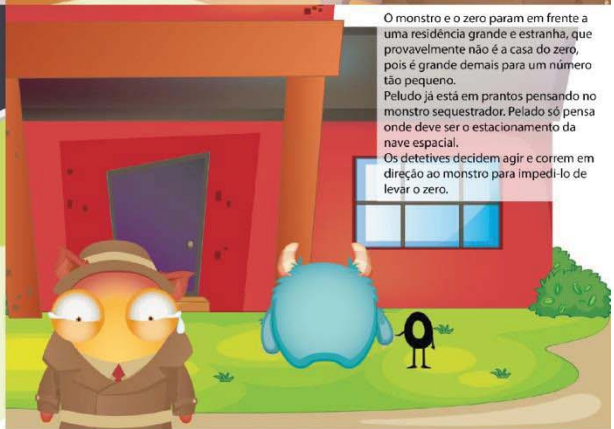 O monstro e o zero param em frente a
uma residência grande e estranha, que
provavelmente não é a casa do zero,
pois é grande demais para um número
tão pequeno.
Peludo já está em prantos pensando no
monstro sequestrador. Pelado só pensa
onde deve ser o estacionamento da
nave espacial.
Os detetives decidem agir e correm em
direção ao monstro para impedi-lo de
levar o zero.